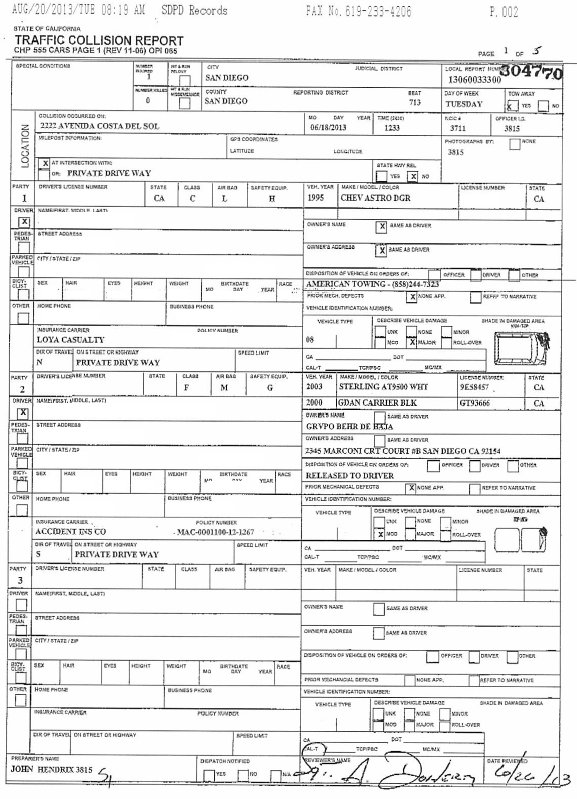 AUG/20/2013/TUE 08:19 AM SDPD Records FAX No. 619-233-4206 P. 002
STATE OF CALIFORNIA
TRAFFIC COLLISION REPORT
CHP 555 CARS PAGE 1 (REV 11-06) OPI 065
PAGE 1 OF 5
SPECIAL CONDITIONS NUMBER INJURED HIT & RUN FELONY CITY JUDICIAL DISTRICT LOCAL REPORT NUMBER
1 SAN DIEGO 13060033300 304770
NUMBER KILLED HIT & RUN MISDEMEANOR COUNTY REPORTING DISTRICT BEAT DAY OF WEEK TOW AWAY
0 SAN DIEGO 713 TUESDAY X YES NO
LOCATION
COLLISION OCCURRED ON: MO DAY YEAR TIME (2400) NCIC # OFFICER I.D.
2222 AVENIDA COSTA DEL SOL 06/18/2013 1233 3711 3815
MILEPOST INFORMATION: GPS COORDINATES PHOTOGRAPHS BY: NONE
LATITUDE LONGITUDE 3815
X AT INTERSECTION WITH: STATE HWY REL
OR: PRIVATE DRIVE WAY YES X NO
PARTY DRIVER'S LICENSE NUMBER STATE CLASS AIR BAG SAFETY EQUIP. VEH. YEAR MAKE / MODEL / COLOR LICENSE NUMBER STATE
1 CA C L H 1995 CHEV ASTRO DGR CA
DRIVER NAME(FIRST, MIDDLE, LAST)
X OWNER'S NAME X SAME AS DRIVER
PEDES-TRIAN STREET ADDRESS
OWNER'S ADDRESS X SAME AS DRIVER
PARKED VEHICLE CITY / STATE / ZIP
DISPOSITION OF VEHICLE ON ORDERS OF: OFFICER DRIVER OTHER
BICY-CLIST SEX HAIR EYES HEIGHT WEIGHT BIRTHDATE MO DAY YEAR RACE AMERICAN TOWING - (858)244-7323
PRIOR MECH. DEFECTS X NONE APP. REFER TO NARRATIVE
OTHER HOME PHONE BUSINESS PHONE VEHICLE IDENTIFICATION NUMBER:
VEHICLE TYPE DESCRIBE VEHICLE DAMAGE SHADE IN DAMAGED AREA
INSURANCE CARRIER POLICY NUMBER 08 UNK NONE MINOR
LOYA CASUALTY MOD X MAJOR ROLL-OVER
DIR OF TRAVEL ON STREET OR HIGHWAY SPEED LIMIT CA DOT
N PRIVATE DRIVE WAY CAL-T TCP/PSC MC/MX
PARTY DRIVER'S LICENSE NUMBER STATE CLASS AIR BAG SAFETY EQUIP. VEH. YEAR MAKE / MODEL / COLOR LICENSE NUMBER STATE
2 F M G 2003 STERLING AT9500 WHT 9E58457 CA
DRIVER NAME(FIRST, MIDDLE, LAST) 2000 GDAN CARRIER BLK GT93666 CA
X OWNER'S NAME SAME AS DRIVER
PEDES-TRIAN STREET ADDRESS GRVPO BEHR DE BAJA
OWNER'S ADDRESS SAME AS DRIVER
PARKED VEHICLE CITY / STATE / ZIP 2345 MARCONI CRT COURT #B SAN DIEGO CA 92154
DISPOSITION OF VEHICLE ON ORDERS OF: OFFICER DRIVER OTHER
BICY-CLIST SEX HAIR EYES HEIGHT WEIGHT BIRTHDATE DAY YEAR RACE RELEASED TO DRIVER
PRIOR MECHANICAL DEFECTS X NONE APP. REFER TO NARRATIVE
OTHER HOME PHONE BUSINESS PHONE VEHICLE IDENTIFICATION NUMBER:
VEHICLE TYPE DESCRIBE VEHICLE DAMAGE SHADE IN DAMAGED AREA
INSURANCE CARRIER POLICY NUMBER UNK NONE MINOR
ACCIDENT INS CO MAC-0001100-12-1267 X MOD MAJOR ROLL-OVER
DIR OF TRAVEL ON STREET OR HIGHWAY SPEED LIMIT CA DOT
S PRIVATE DRIVE WAY CAL-T TCP/PSC MC/MX
PARTY DRIVER'S LICENSE NUMBER STATE CLASS AIR BAG SAFETY EQUIP. VEH. YEAR MAKE / MODEL / COLOR LICENSE NUMBER STATE
3
DRIVER NAME(FIRST, MIDDLE, LAST)
OWNER'S NAME SAME AS DRIVER
PEDES-TRIAN STREET ADDRESS
OWNER'S ADDRESS SAME AS DRIVER
PARKED VEHICLE CITY / STATE / ZIP
DISPOSITION OF VEHICLE ON ORDERS OF: OFFICER DRIVER OTHER
BICY-CLIST SEX HAIR EYES HEIGHT WEIGHT BIRTHDATE MO DAY YEAR RACE
PRIOR MECHANICAL DEFECTS NONE APP. REFER TO NARRATIVE
OTHER HOME PHONE BUSINESS PHONE VEHICLE IDENTIFICATION NUMBER:
VEHICLE TYPE DESCRIBE VEHICLE DAMAGE SHADE IN DAMAGED AREA
INSURANCE CARRIER POLICY NUMBER UNK NONE MINOR
MOD MAJOR ROLL-OVER
DIR OF TRAVEL ON STREET OR HIGHWAY SPEED LIMIT CA DOT
CAL-T TCP/PSC MC/MX
PREPARER'S NAME DISPATCH NOTIFIED REVIEWER'S NAME DATE REVIEWED
JOHN HENDRIX 3815 YES NO N/A